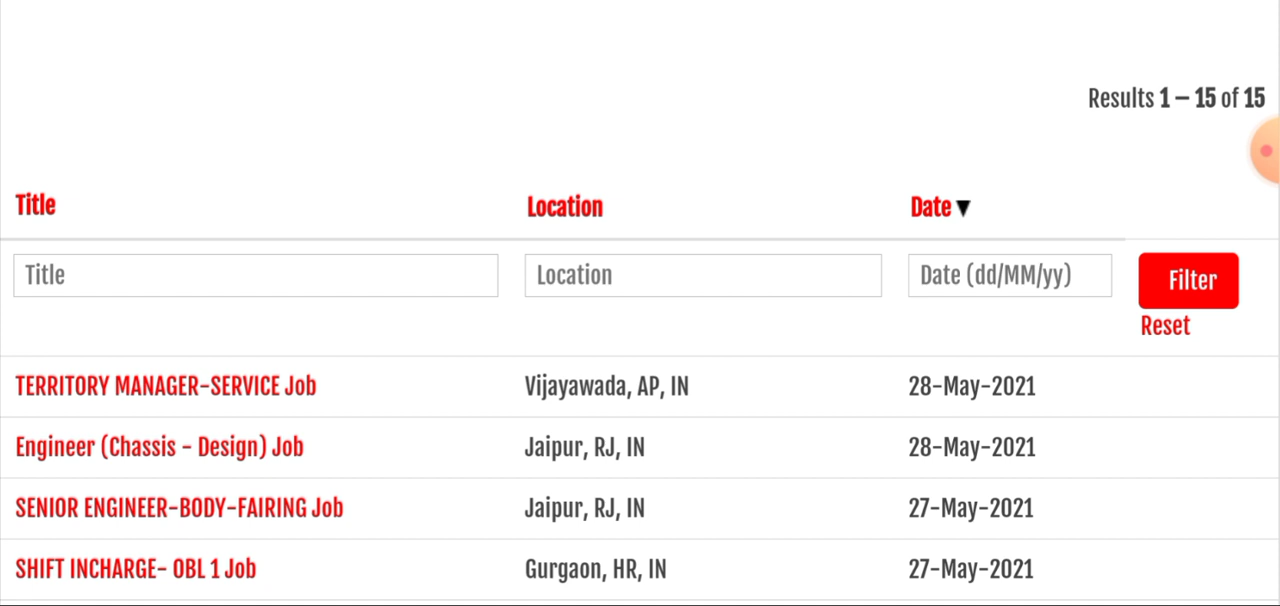 Results 1 – 15 of 15
Title Location Date▼
Title Location Date (dd/MM/yy) Filter
Reset
TERRITORY MANAGER-SERVICE Job Vijayawada, AP, IN 28-May-2021
Engineer (Chassis - Design) Job Jaipur, RJ, IN 28-May-2021
SENIOR ENGINEER-BODY-FAIRING Job Jaipur, RJ, IN 27-May-2021
SHIFT INCHARGE- OBL 1 Job Gurgaon, HR, IN 27-May-2021